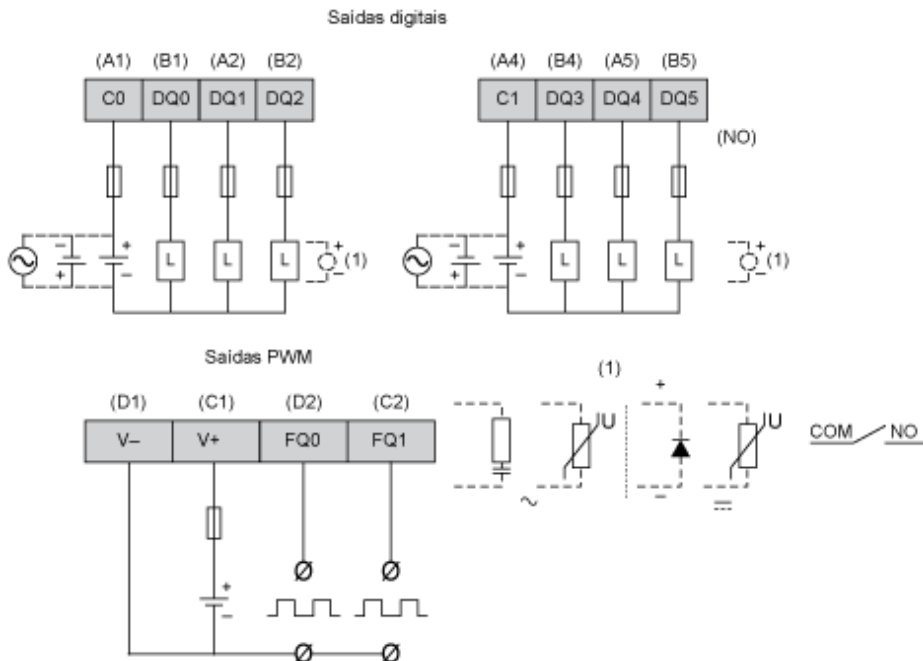 Saídas digitais
(A1) (B1) (A2) (B2)
C0 DQ0 DQ1 DQ2
(A4) (B4) (A5) (B5)
C1 DQ3 DQ4 DQ5
(NO)
– + + –
L L L
+ (1) –
– + + –
L L L
+ (1) –
Saídas PWM
(D1) (C1) (D2) (C2)
V– V+ FQ0 FQ1
+ –
(1)
U
+ –
U
COM NO